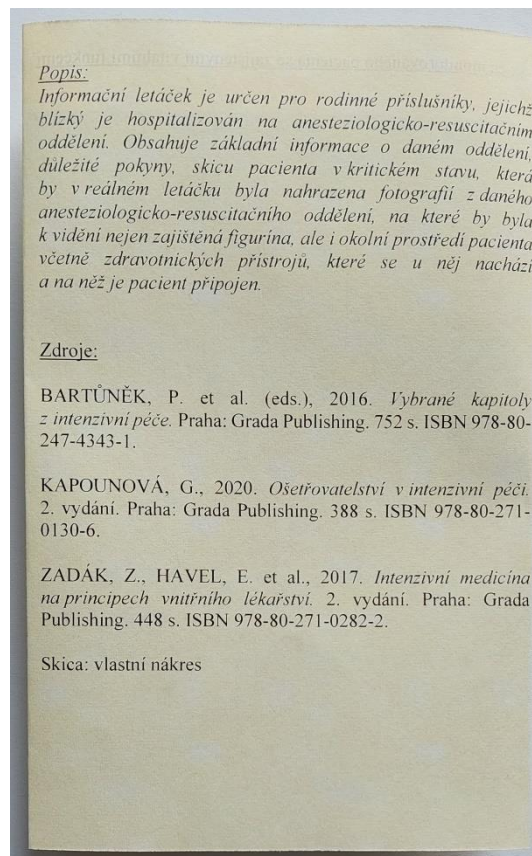 Popis:
Informační letáček je určen pro rodinné příslušníky, jejichž
blízký je hospitalizován na anesteziologicko-resuscitačním
oddělení. Obsahuje základní informace o daném oddělení,
důležité pokyny, skicu pacienta v kritickém stavu, která
by v reálném letáčku byla nahrazena fotografií z daného
anesteziologicko-resuscitačního oddělení, na které by byla
k vidění nejen zajištěná figurína, ale i okolní prostředí pacienta
včetně zdravotnických přístrojů, které se u něj nachází
a na něž je pacient připojen.
Zdroje:
BARTŮNĚK, P. et al. (eds.), 2016. Vybrané kapitoly
z intenzivní péče. Praha: Grada Publishing. 752 s. ISBN 978-80-
247-4343-1.
KAPOUNOVÁ, G., 2020. Ošetřovatelství v intenzivní péči.
2. vydání. Praha: Grada Publishing. 388 s. ISBN 978-80-271-
0130-6.
ZADÁK, Z., HAVEL, E. et al., 2017. Intenzivní medicína
na principech vnitřního lékařství. 2. vydání. Praha: Grada
Publishing. 448 s. ISBN 978-80-271-0282-2.
Skica: vlastní nákres